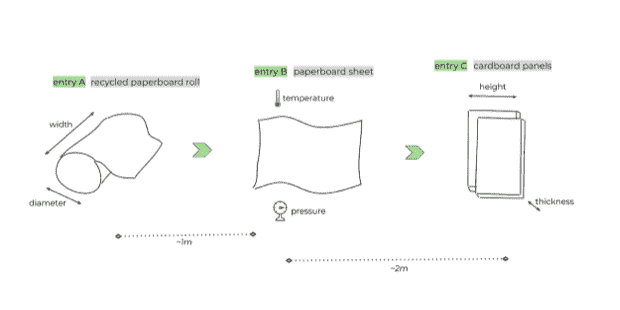 entry A recycled paperboard roll
entry B paperboard sheet
entry C cardboard panels
width
diameter
temperature
pressure
height
thickness
~1m
~2m